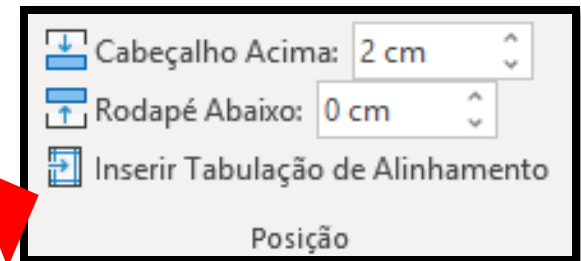 Cabeçalho Acima: 2 cm
Rodapé Abaixo: 0 cm
Inserir Tabulação de Alinhamento
Posição